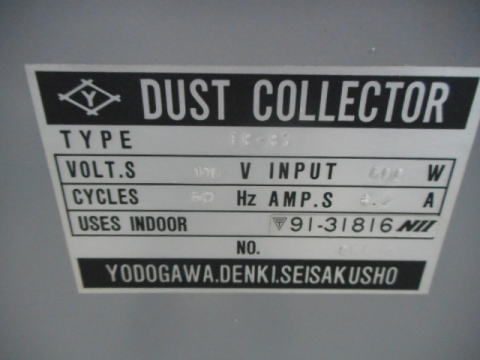 Y DUST COLLECTOR
TYPE
VOLT.S V INPUT W
CYCLES Hz AMP.S A
USES INDOOR 91-31816
NO.
YODOGAWA.DENKI.SEISAKUSHO